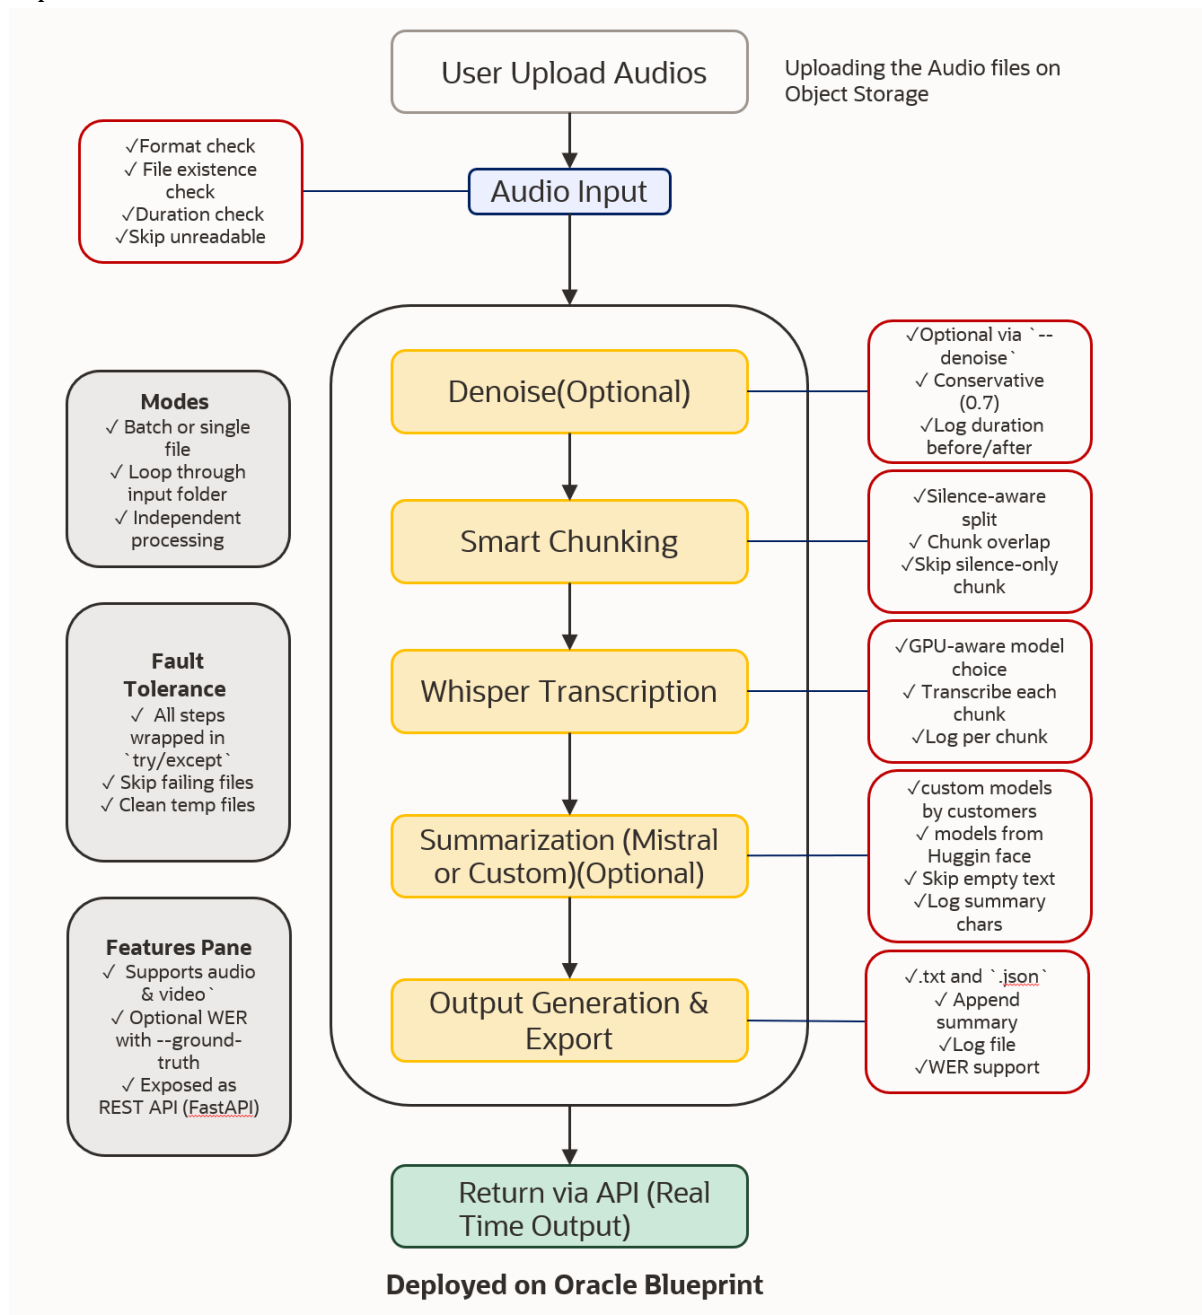 User Upload Audios
Uploading the Audio files on
Object Storage
✓Format check
✓ File existence
check
✓Duration check
✓Skip unreadable
Audio Input
Denoise(Optional)
✓Optional via `--
denoise`
✓ Conservative
(0.7)
✓Log duration
before/after
Modes
✓ Batch or single
file
✓ Loop through
input folder
✓ Independent
processing
Smart Chunking
✓Silence-aware
split
✓ Chunk overlap
✓Skip silence-only
chunk
Fault
Tolerance
✓ All steps
wrapped in
`try/except`
✓ Skip failing files
✓ Clean temp files
Whisper Transcription
✓GPU-aware model
choice
✓ Transcribe each
chunk
✓Log per chunk
Summarization (Mistral
or Custom)(Optional)
✓custom models
by customers
✓ models from
Huggin face
✓ Skip empty text
✓Log summary
chars
Features Pane
✓ Supports audio
& video`
✓ Optional WER
with --ground-
truth
✓ Exposed as
REST API (FastAPI)
Output Generation &
Export
✓.txt and `.json`
✓ Append
summary
✓Log file
✓WER support
Return via API (Real
Time Output)
Deployed on Oracle Blueprint